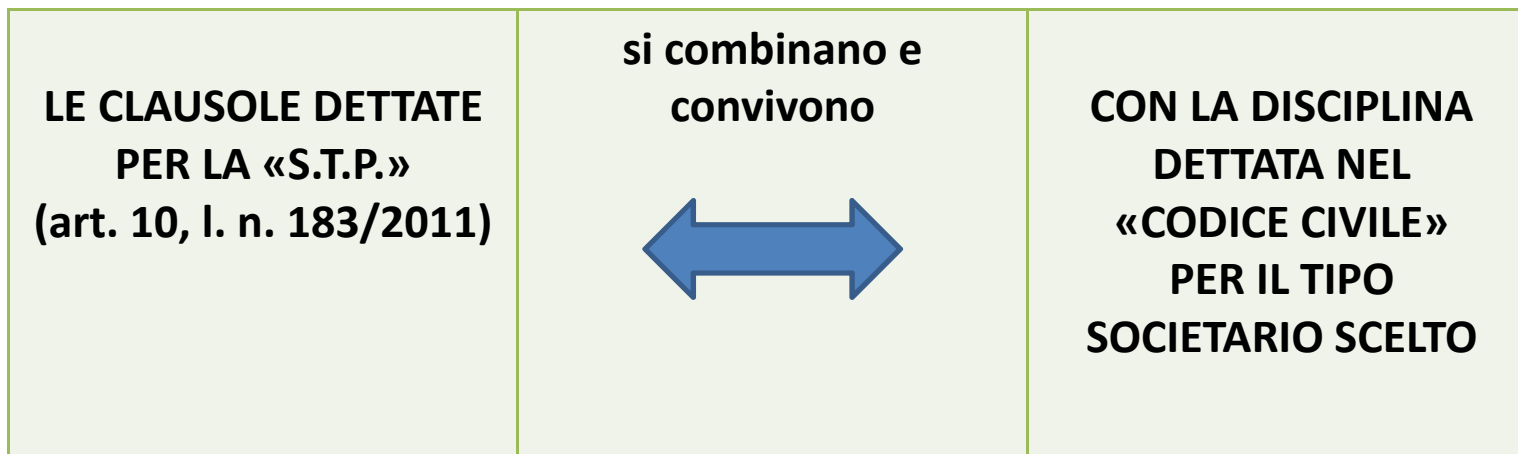 LE CLAUSOLE DETTATE
PER LA «S.T.P.»
(art. 10, l. n. 183/2011)
si combinano e
convivono
CON LA DISCIPLINA
DETTATA NEL
«CODICE CIVILE»
PER IL TIPO
SOCIETARIO SCELTO